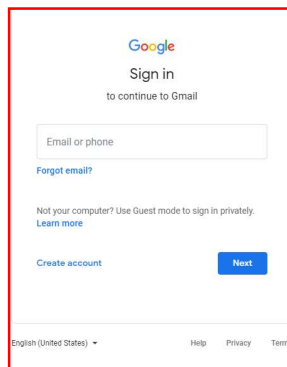 Google
Sign in
to continue to Gmail
Email or phone
Forgot email?
Not your computer? Use Guest mode to sign in privately.
Learn more
Create account Next
English (United States) Help Privacy Term